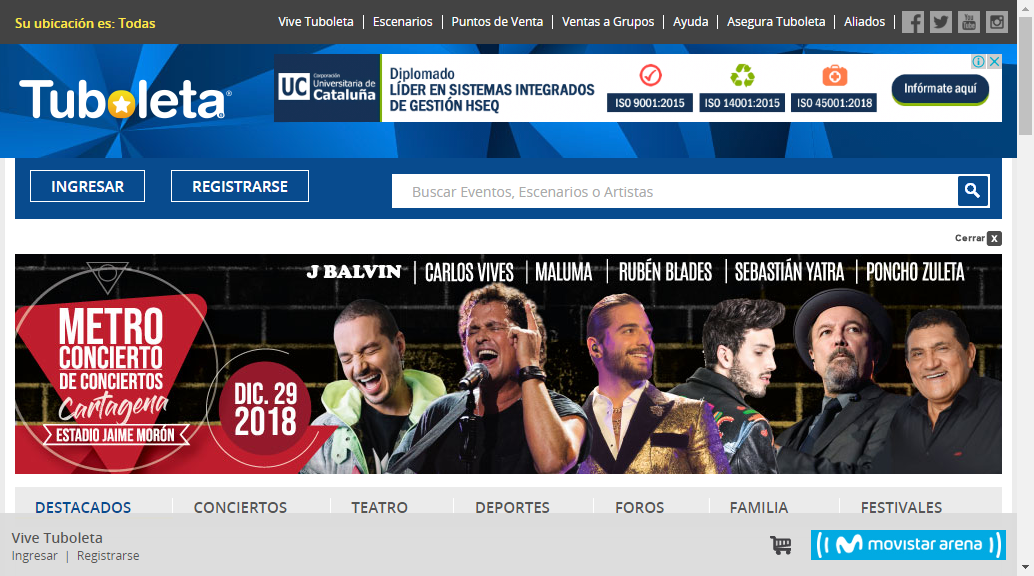 Su ubicación es: Todas
Vive Tuboleta | Escenarios | Puntos de Venta | Ventas a Grupos | Ayuda | Asegura Tuboleta | Aliados |
You Tube
Tuboleta®
UC Corporación Universitaria de Cataluña
Diplomado
LÍDER EN SISTEMAS INTEGRADOS
DE GESTIÓN HSEQ
ISO 9001:2015 ISO 14001:2015 ISO 45001:2018
Infórmate aquí
INGRESAR REGISTRARSE
Buscar Eventos, Escenarios o Artistas
Cerrar X
J BALVIN | CARLOS VIVES | MALUMA | RUBÉN BLADES | SEBASTIÁN YATRA | PONCHO ZULETA
METRO
CONCIERTO
DE CONCIERTOS
Cartagena
ESTADIO JAIME MORÓN
DIC. 29
2018
DESTACADOS CONCIERTOS TEATRO DEPORTES FOROS FAMILIA FESTIVALES
Vive Tuboleta
Ingresar | Registrarse
movistar arena